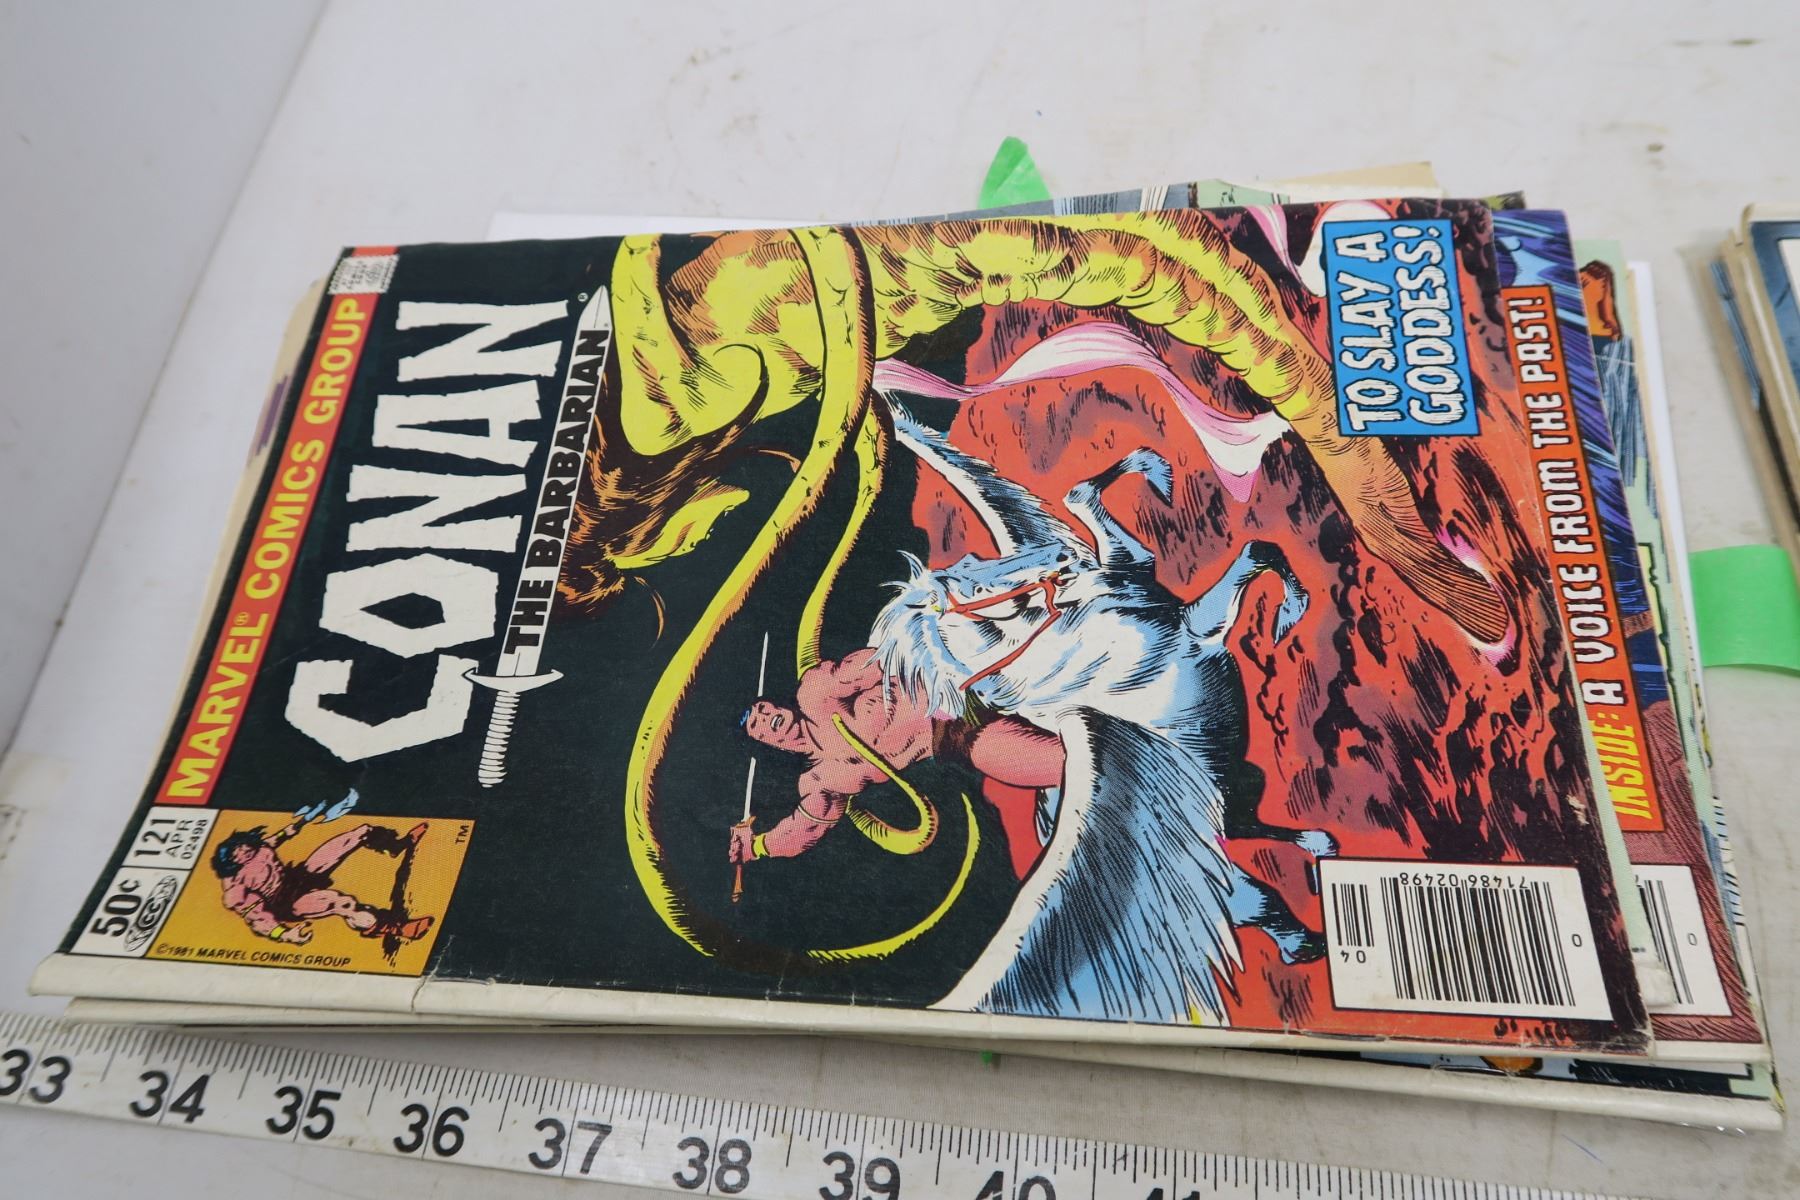 MARVEL® COMICS GROUP
50¢
121
APR
02498
CC
TM
©1981 MARVEL COMICS GROUP
CONAN®
THE BARBARIAN
TO SLAY A
GODDESS!
71486 02498
04
0
INSIDE: A VOICE FROM THE PAST!
0
33 34 35 36 37 38 39 40 41